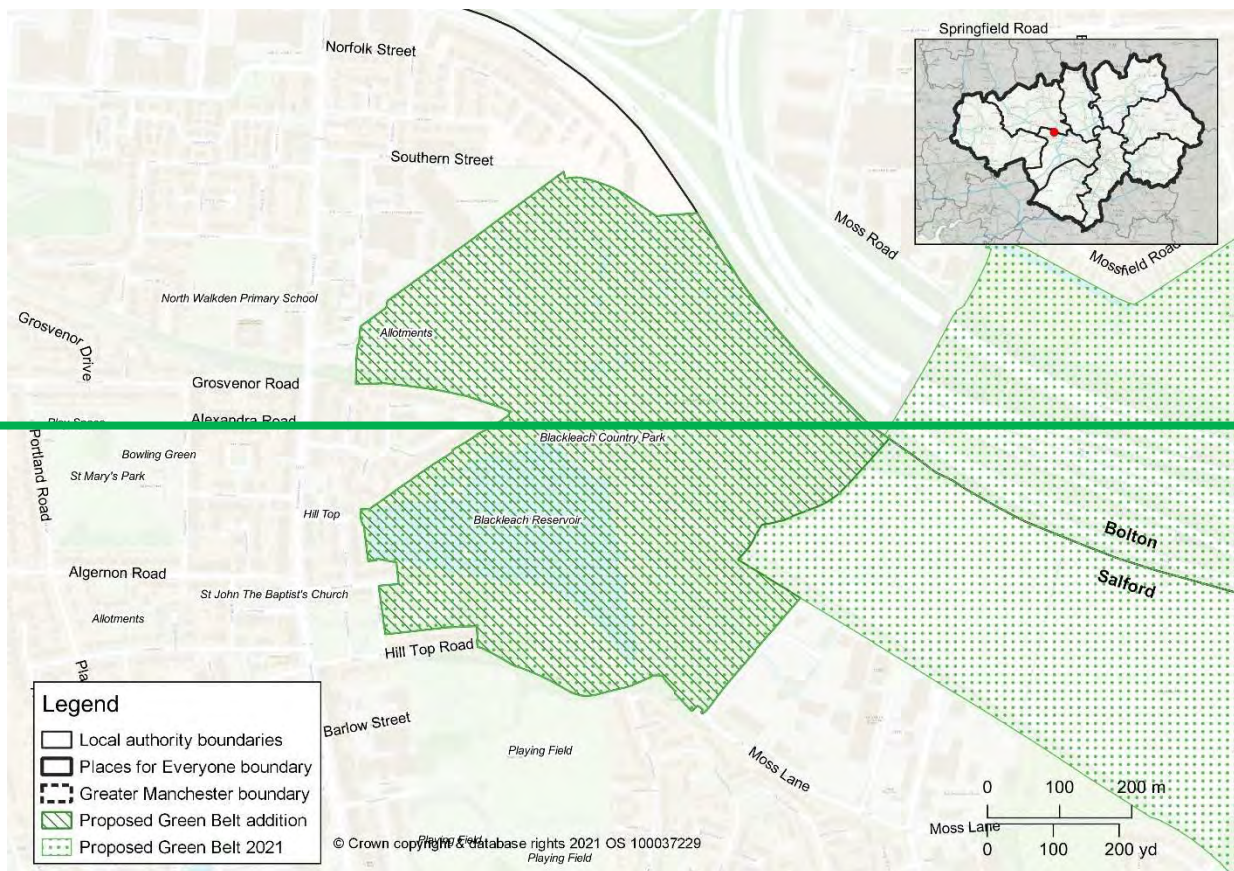 Springfield Road
Norfolk Street
Southern Street
Moss Road
Mossfield Road
North Walkden Primary School
Allotments
Grosvenor Drive
Grosvenor Road
Alexandra Road
Portland Road
Bowling Green
St Mary's Park
Blackleach Country Park
Hill Top
Blackleach Reservoir
Bolton
Salford
Algernon Road
St John The Baptist's Church
Allotments
Hill Top Road
Barlow Street
Playing Field
Moss Lane
Legend
Local authority boundaries
Places for Everyone boundary
Greater Manchester boundary
Proposed Green Belt addition
Proposed Green Belt 2021
0 100 200 m
Moss Lane
0 100 200 yd
Playing Field
© Crown copyright & database rights 2021 OS 100037229
Playing Field